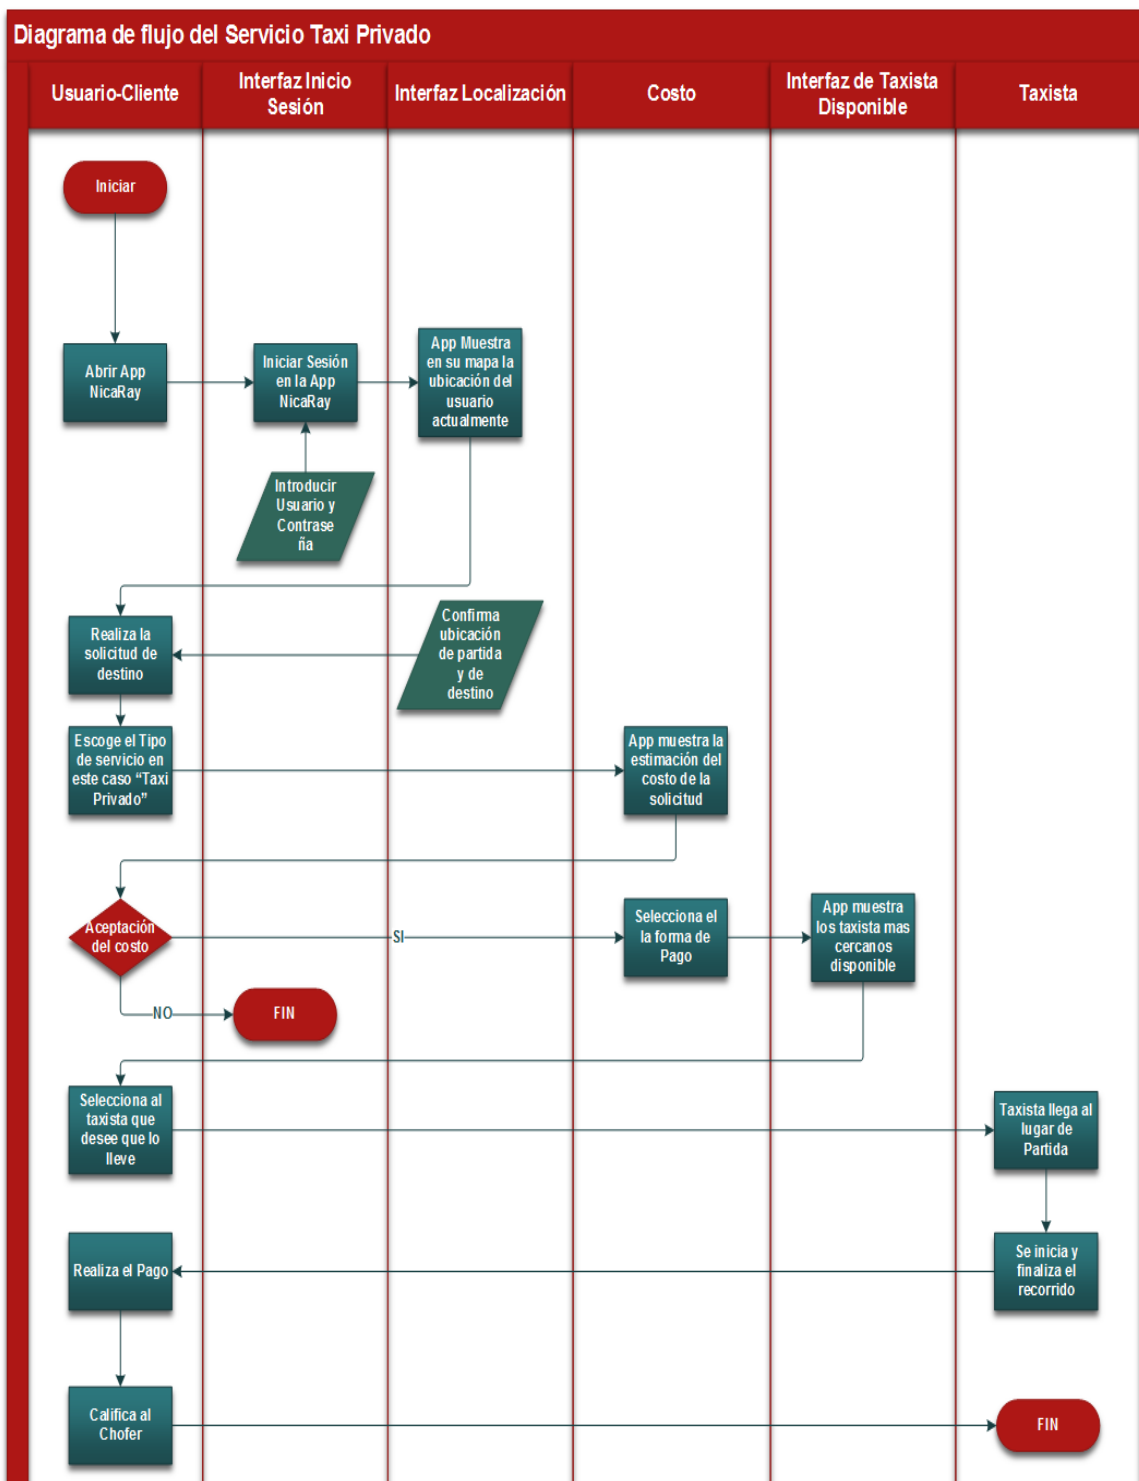 Diagrama de flujo del Servicio Taxi Privado
Usuario-Cliente
Interfaz Inicio
Sesión
Interfaz Localización
Costo
Interfaz de Taxista
Disponible
Taxista
Iniciar
Abrir App
NicaRay
Iniciar Sesión
en la App
NicaRay
App Muestra
en su mapa la
ubicación del
usuario
actualmente
Introducir
Usuario y
Contrase
ña
Realiza la
solicitud de
destino
Confirma
ubicación
de partida
y de
destino
Escoge el Tipo
de servicio en
este caso “Taxi
Privado”
App muestra la
estimación del
costo de la
solicitud
Aceptación
del costo
SI
Selecciona el
la forma de
Pago
App muestra
los taxista mas
cercanos
disponible
NO
FIN
Selecciona al
taxista que
desee que lo
lleve
Taxista llega al
lugar de
Partida
Realiza el Pago
Se inicia y
finaliza el
recorrido
Califica al
Chofer
FIN